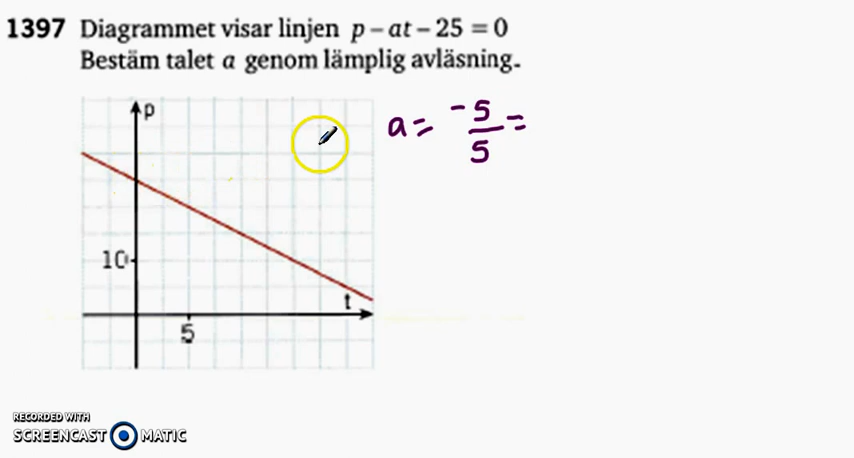 1397 Diagrammet visar linjen p – at – 25 = 0
Bestäm talet a genom lämplig avläsning.
p
a = -5/5 =
10
t
5
RECORDED WITH
SCREENCAST MATIC